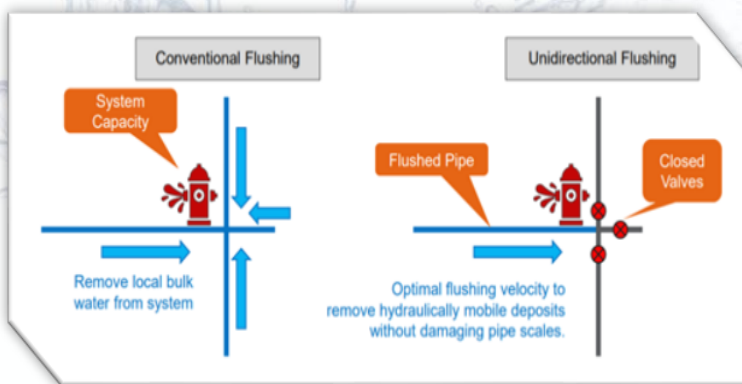 Conventional Flushing
System
Capacity
Remove local bulk
water from system
Unidirectional Flushing
Flushed Pipe
Closed
Valves
Optimal flushing velocity to
remove hydraulically mobile deposits
without damaging pipe scales.